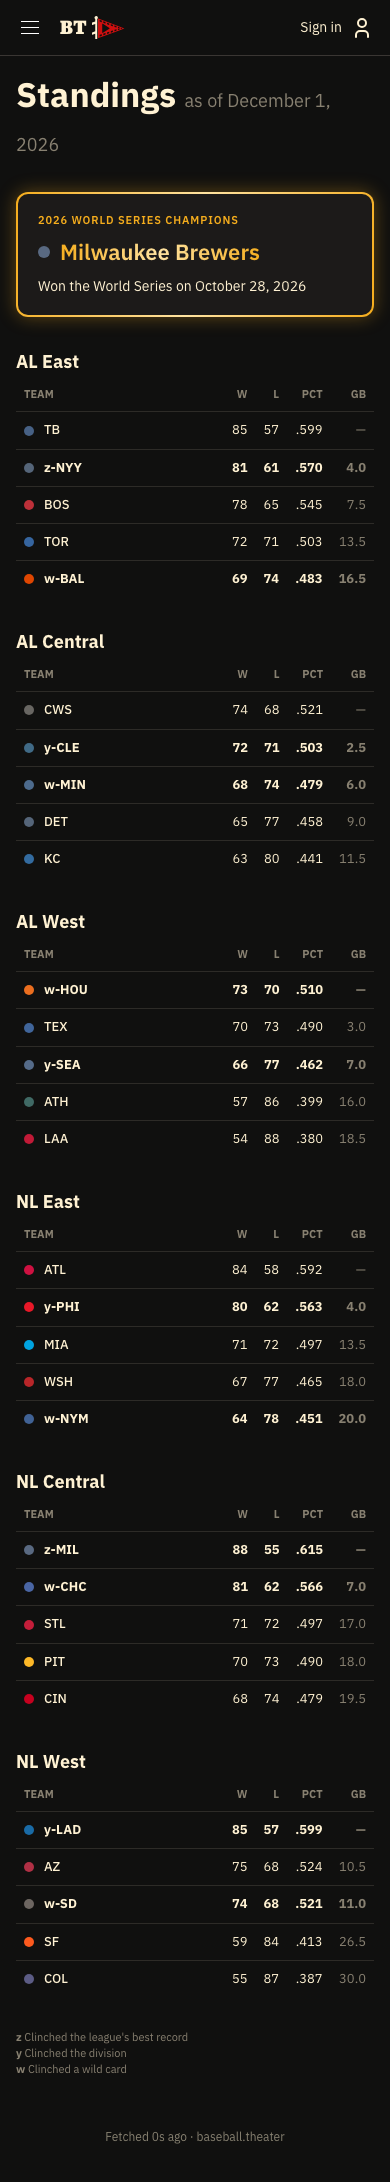 BT Sign in
Standings as of December 1,
2026
2026 WORLD SERIES CHAMPIONS
Milwaukee Brewers
Won the World Series on October 28, 2026
AL East
TEAM W L PCT GB
TB 85 57 .599 —
z-NYY 81 61 .570 4.0
BOS 78 65 .545 7.5
TOR 72 71 .503 13.5
w-BAL 69 74 .483 16.5
AL Central
TEAM W L PCT GB
CWS 74 68 .521 —
y-CLE 72 71 .503 2.5
w-MIN 68 74 .479 6.0
DET 65 77 .458 9.0
KC 63 80 .441 11.5
AL West
TEAM W L PCT GB
w-HOU 73 70 .510 —
TEX 70 73 .490 3.0
y-SEA 66 77 .462 7.0
ATH 57 86 .399 16.0
LAA 54 88 .380 18.5
NL East
TEAM W L PCT GB
ATL 84 58 .592 —
y-PHI 80 62 .563 4.0
MIA 71 72 .497 13.5
WSH 67 77 .465 18.0
w-NYM 64 78 .451 20.0
NL Central
TEAM W L PCT GB
z-MIL 88 55 .615 —
w-CHC 81 62 .566 7.0
STL 71 72 .497 17.0
PIT 70 73 .490 18.0
CIN 68 74 .479 19.5
NL West
TEAM W L PCT GB
y-LAD 85 57 .599 —
AZ 75 68 .524 10.5
w-SD 74 68 .521 11.0
SF 59 84 .413 26.5
COL 55 87 .387 30.0
z Clinched the league's best record
y Clinched the division
w Clinched a wild card
Fetched 0s ago · baseball.theater